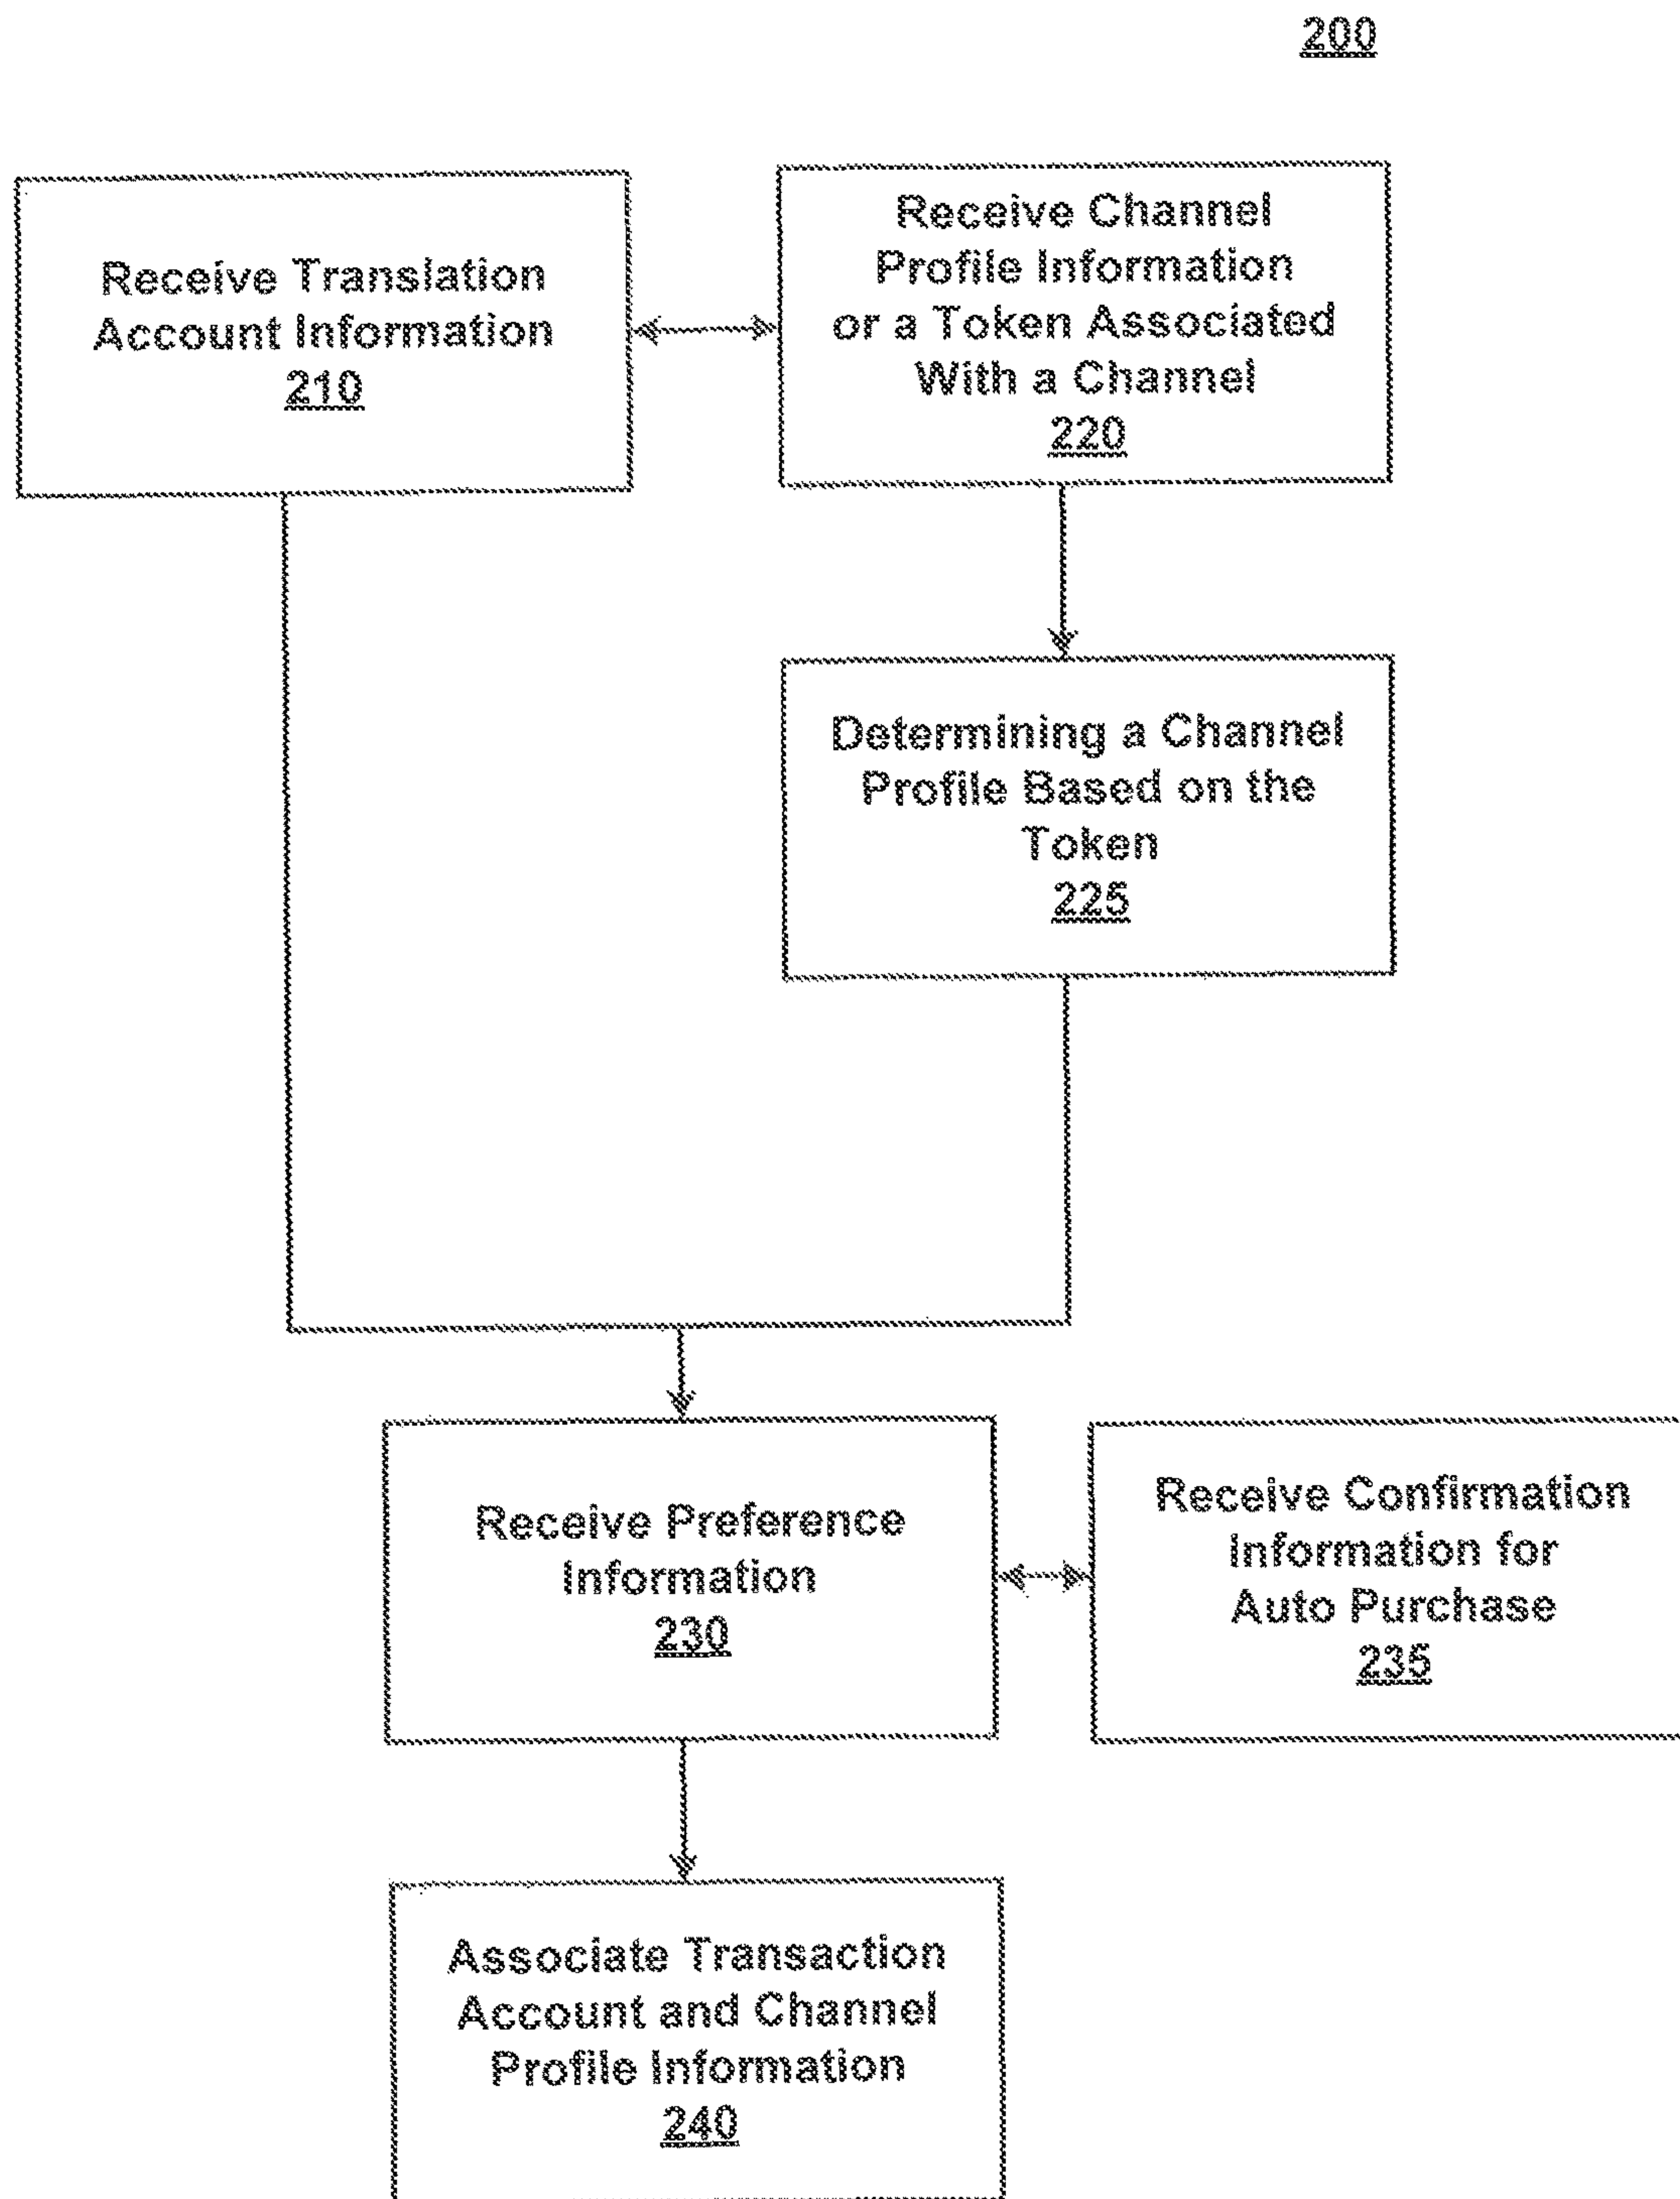 200
Receive Translation
Account Information
210
Receive Channel
Profile Information
or a Token Associated
With a Channel
220
Determining a Channel
Profile Based on the
Token
225
Receive Preference
Information
230
Receive Confirmation
Information for
Auto Purchase
235
Associate Transaction
Account and Channel
Profile Information
240